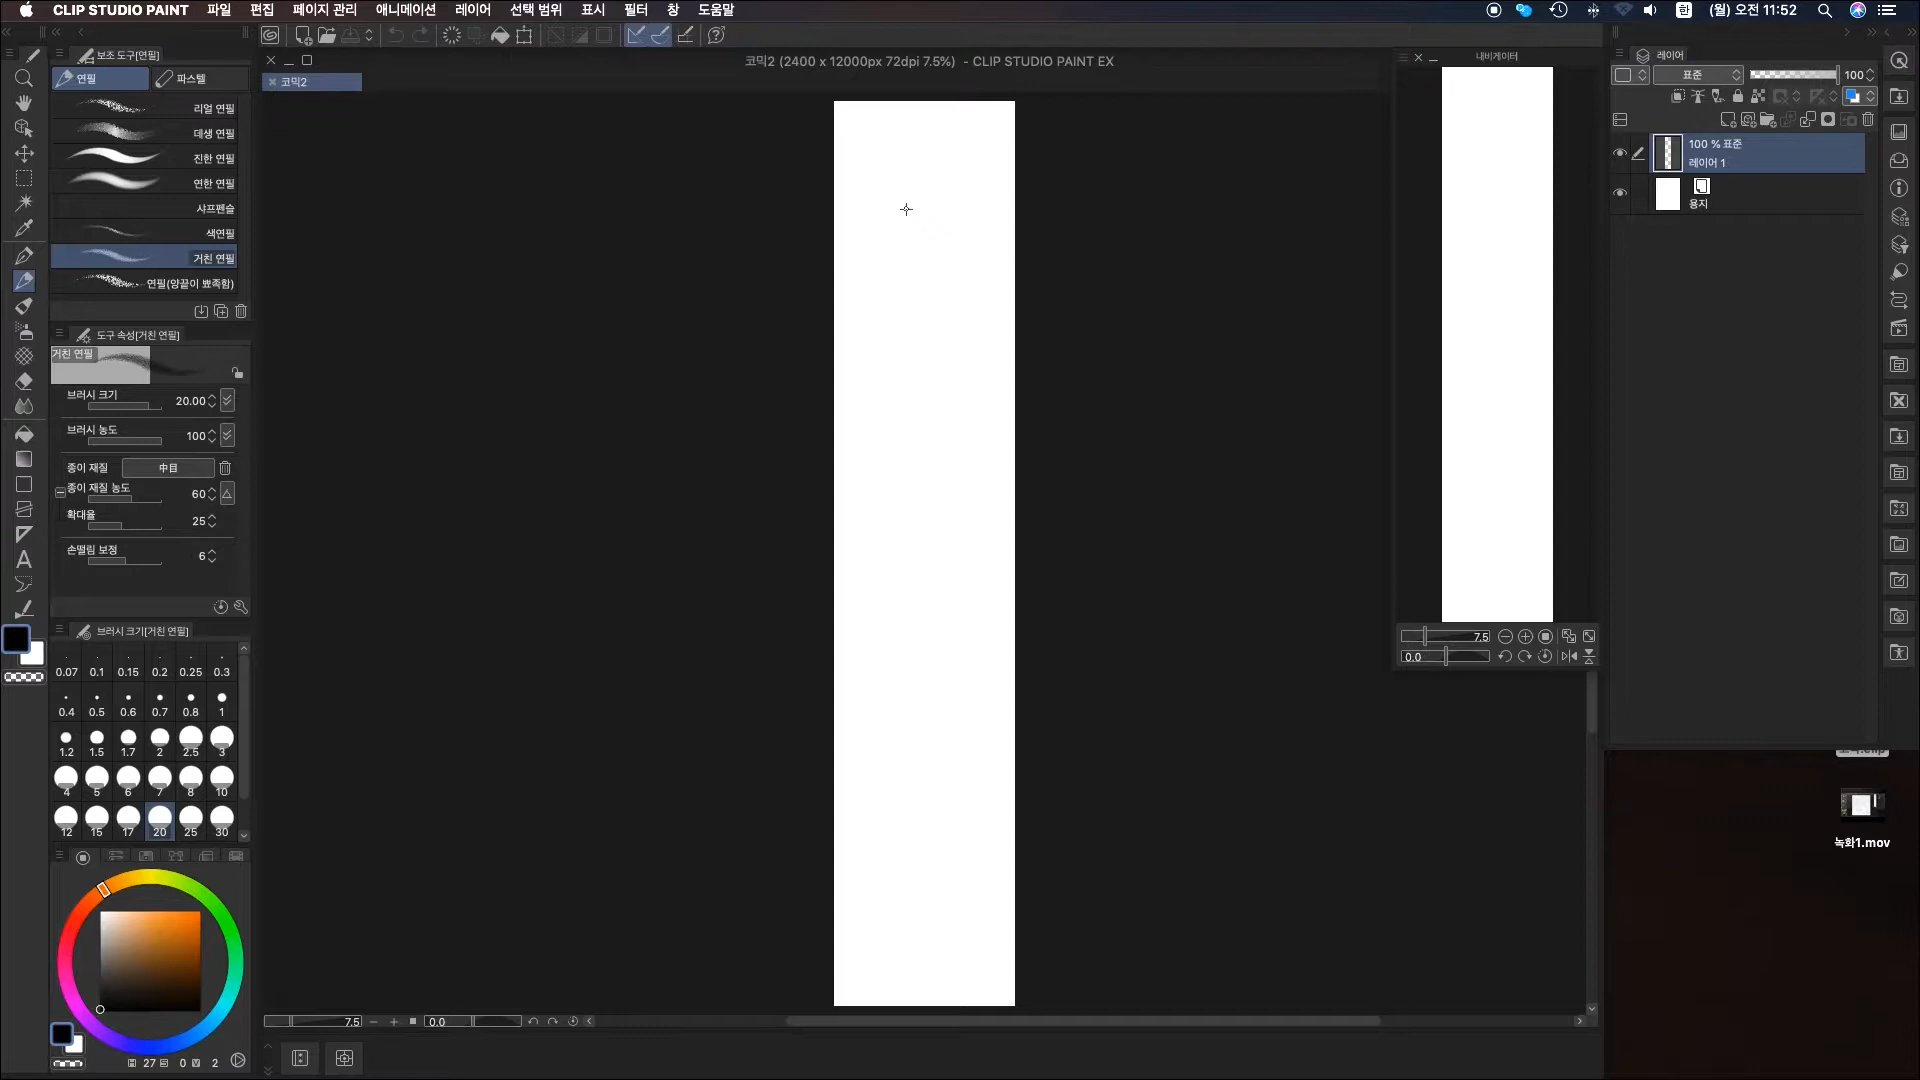 CLIP STUDIO PAINT 파일 편집 페이지 관리 애니메이션 레이어 선택 범위 표시 필터 창 도움말 한 (월) 오전 11:52
보조 도구[연필]
연필 파스텔
리얼 연필
데생 연필
진한 연필
연한 연필
샤프펜슬
색연필
거친 연필
연필(양끝이 뾰족함)
도구 속성[거친 연필]
거친 연필
브러시 크기 20.00
브러시 농도 100
종이 재질 中目
종이 재질 농도 60
확대율 25
손떨림 보정 6
브러시 크기[거친 연필]
0.07 0.1 0.15 0.2 0.25 0.3
0.4 0.5 0.6 0.7 0.8 1
1.2 1.5 1.7 2 2.5 3
4 5 6 7 8 10
12 15 17 20 25 30
27 0 2
코믹2 (2400 x 12000px 72dpi 7.5%) - CLIP STUDIO PAINT EX
코믹2
7.5 0.0
내비게이터
7.5
0.0
레이어
표준 100
100 % 표준
레이어 1
용지
녹화1.mov